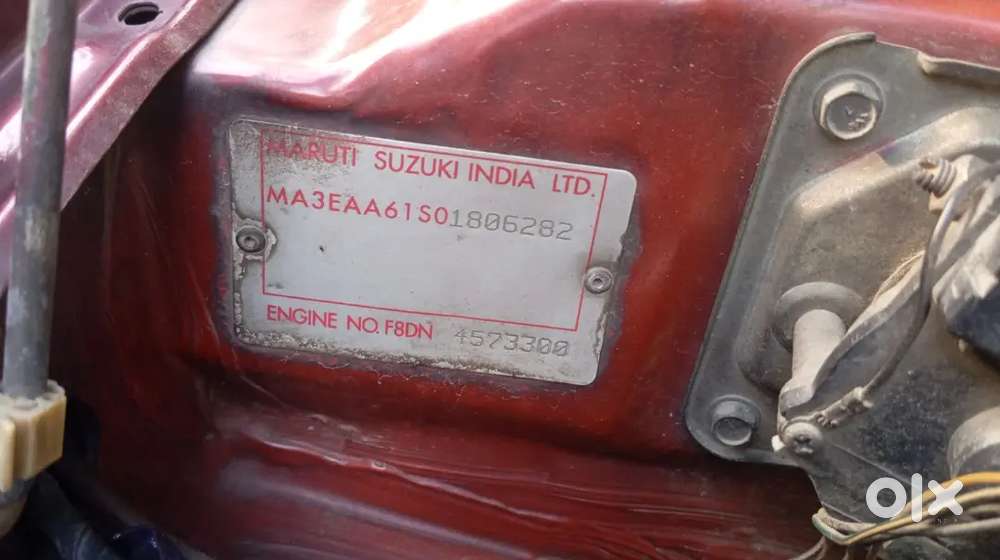 MARUTI SUZUKI INDIA LTD.
MA3EAA61S01806282
ENGINE NO. F8DN 4573300
olx